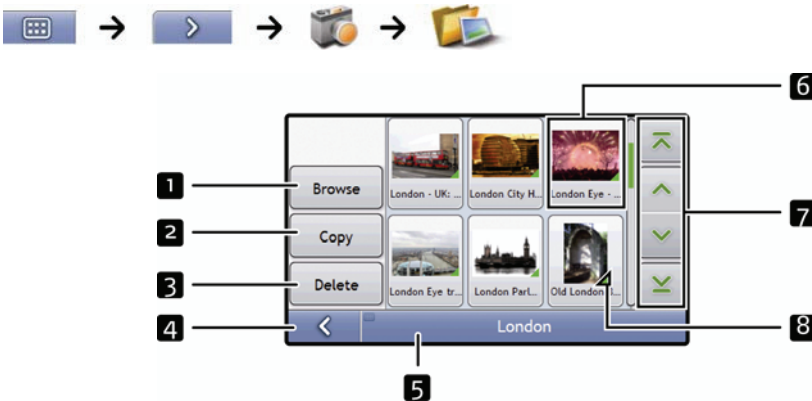 6
London - UK: ...
London City H...
London Eye - ...
1
Browse
7
2
Copy
3
Delete
London Eye tr...
London Parl...
Old London
4
London
8
5